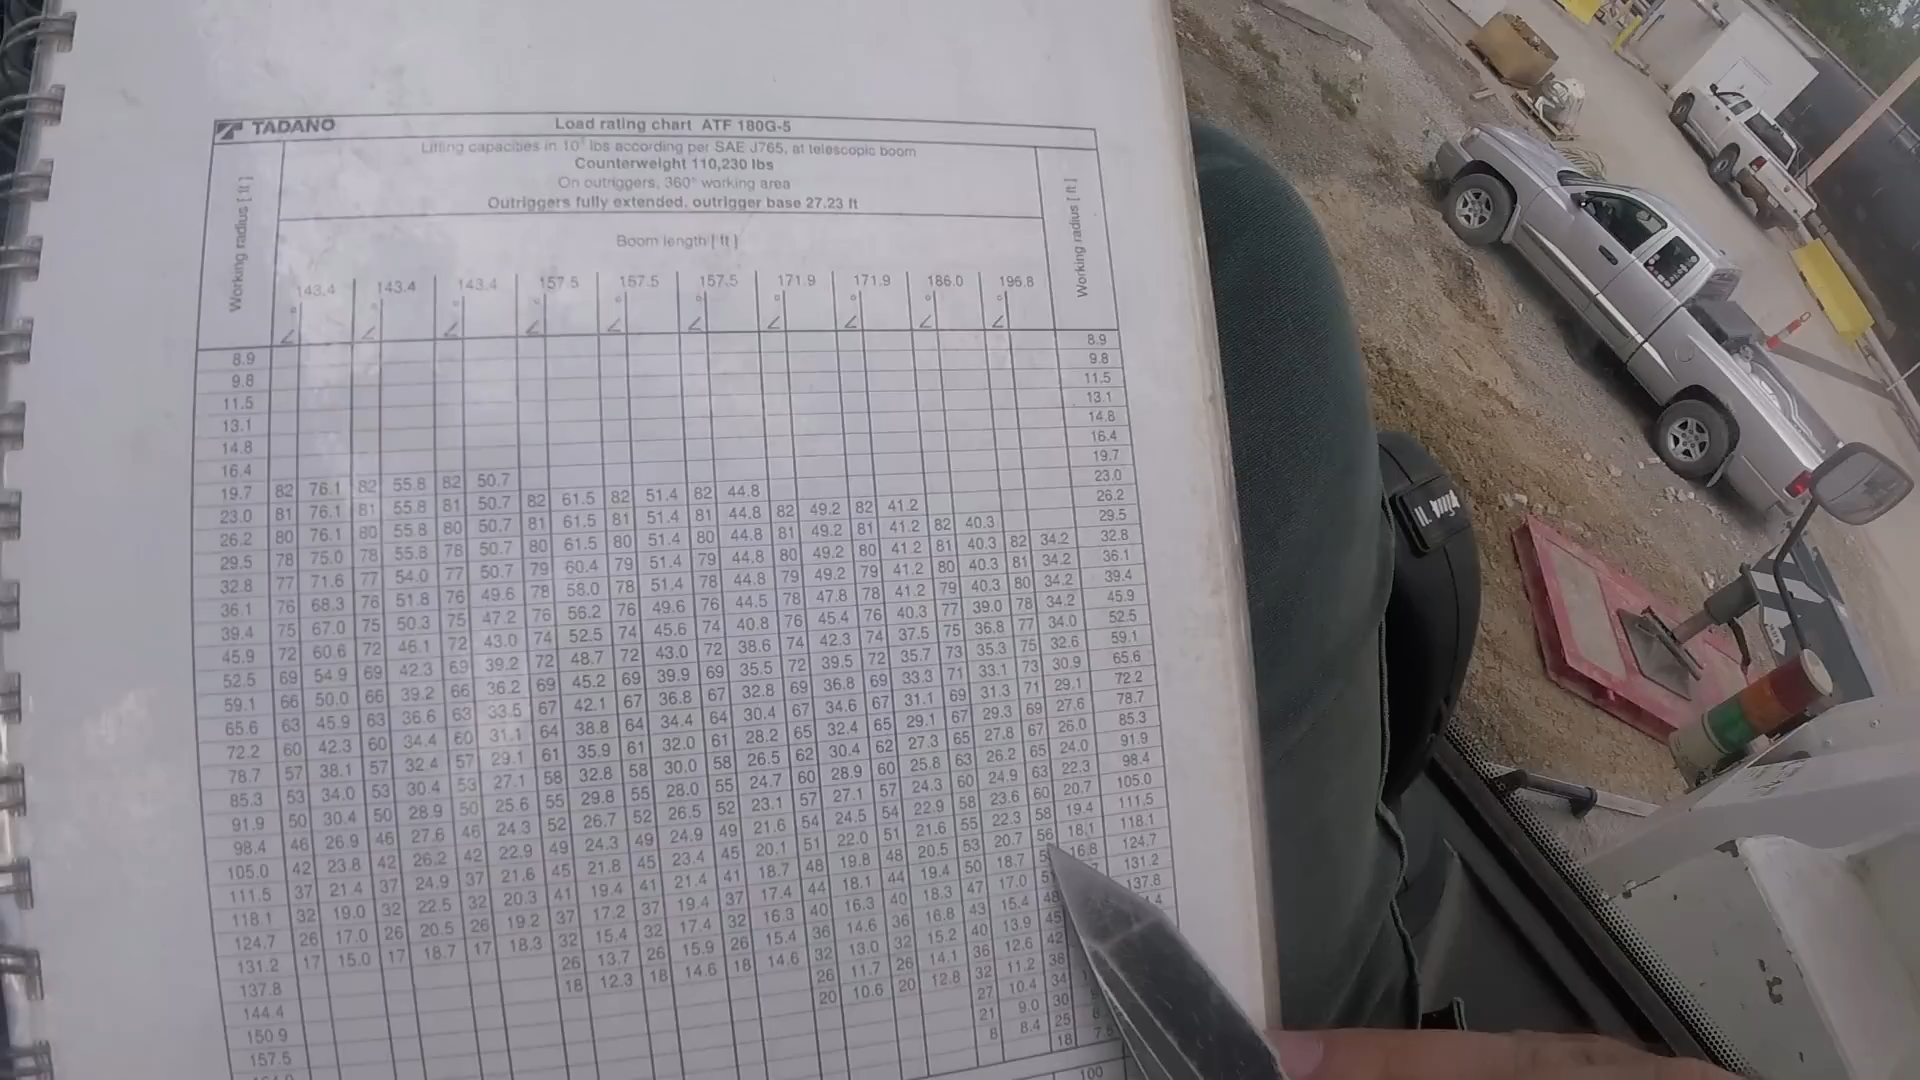 TADANO
Load rating chart ATF 180G-5
Lifting capacities in 10³ lbs according per SAE J765, at telescopic boom
Counterweight 110,230 lbs
On outriggers, 360° working area
Outriggers fully extended, outrigger base 27.23 ft
Working radius [ ft ]
Boom length [ ft ]
Working radius [ ft ]
143.4 143.4 143.4 157.5 157.5 157.5 171.9 171.9 186.0 196.8
∠ ° ∠ ° ∠ ° ∠ ° ∠ ° ∠ ° ∠ ° ∠ ° ∠ ° ∠ °
8.9 8.9
9.8 9.8
11.5 11.5
13.1 13.1
14.8 14.8
16.4 16.4
19.7 82 76.1 82 55.8 82 50.7 19.7
23.0 81 76.1 81 55.8 81 50.7 82 61.5 82 51.4 82 44.8 23.0
26.2 80 76.1 80 55.8 80 50.7 81 61.5 81 51.4 81 44.8 82 49.2 82 41.2 26.2
29.5 78 75.0 78 55.8 78 50.7 80 61.5 80 51.4 80 44.8 81 49.2 81 41.2 82 40.3 29.5
32.8 77 71.6 77 54.0 77 50.7 79 60.4 79 51.4 79 44.8 80 49.2 80 41.2 81 40.3 82 34.2 32.8
36.1 76 68.3 76 51.8 76 49.6 78 58.0 78 51.4 78 44.8 79 49.2 79 41.2 80 40.3 81 34.2 36.1
39.4 75 67.0 75 50.3 75 47.2 76 56.2 76 49.6 76 44.5 78 47.8 78 41.2 79 40.3 80 34.2 39.4
45.9 72 60.6 72 46.1 72 43.0 74 52.5 74 45.6 74 40.8 76 45.4 76 40.3 77 39.0 78 34.2 45.9
52.5 69 54.9 69 42.3 69 39.2 72 48.7 72 43.0 72 38.6 74 42.3 74 37.5 75 36.8 77 34.0 52.5
59.1 66 50.0 66 39.2 66 36.2 69 45.2 69 39.9 69 35.5 72 39.5 72 35.7 73 35.3 75 32.6 59.1
65.6 63 45.9 63 36.6 63 33.5 67 42.1 67 36.8 67 32.8 69 36.8 69 33.3 71 33.1 73 30.9 65.6
72.2 60 42.3 60 34.4 60 31.1 64 38.8 64 34.4 64 30.4 67 34.6 67 31.1 69 31.3 71 29.1 72.2
78.7 57 38.1 57 32.4 57 29.1 61 35.9 61 32.0 61 28.2 65 32.4 65 29.1 67 29.3 69 27.6 78.7
85.3 53 34.0 53 30.4 53 27.1 58 32.8 58 30.0 58 26.5 62 30.4 62 27.3 65 27.8 67 26.0 85.3
91.9 50 30.4 50 28.9 50 25.6 55 29.8 55 28.0 55 24.7 60 28.9 60 25.8 63 26.2 65 24.0 91.9
98.4 46 26.9 46 27.6 46 24.3 52 26.7 52 26.5 52 23.1 57 27.1 57 24.3 60 24.9 63 22.3 98.4
105.0 42 23.8 42 26.2 42 22.9 49 24.3 49 24.9 49 21.6 54 24.5 54 22.9 58 23.6 60 20.7 105.0
111.5 37 21.4 37 24.9 37 21.6 45 21.8 45 23.4 45 20.1 51 22.0 51 21.6 55 22.3 58 19.4 111.5
118.1 32 19.0 32 22.5 32 20.3 41 19.4 41 21.4 41 18.7 48 19.8 48 20.5 53 20.7 56 18.1 118.1
124.7 26 17.0 26 20.5 26 19.2 37 17.2 37 19.4 37 17.4 44 18.1 44 19.4 50 18.7 16.8 124.7
131.2 17 15.0 17 18.7 17 18.3 32 15.4 32 17.4 32 16.3 40 16.3 40 18.3 47 17.0 131.2
137.8 26 13.7 26 15.9 26 15.4 36 14.6 36 16.8 43 15.4 48 137.8
144.4 18 12.3 18 14.6 18 14.6 32 13.0 32 15.2 40 13.9 45
150.9 26 11.7 26 14.1 36 12.6 42
157.5 20 10.6 20 12.8 32 11.2 38
27 10.4 34
21 9.0 30
8 8.4 25
18
100